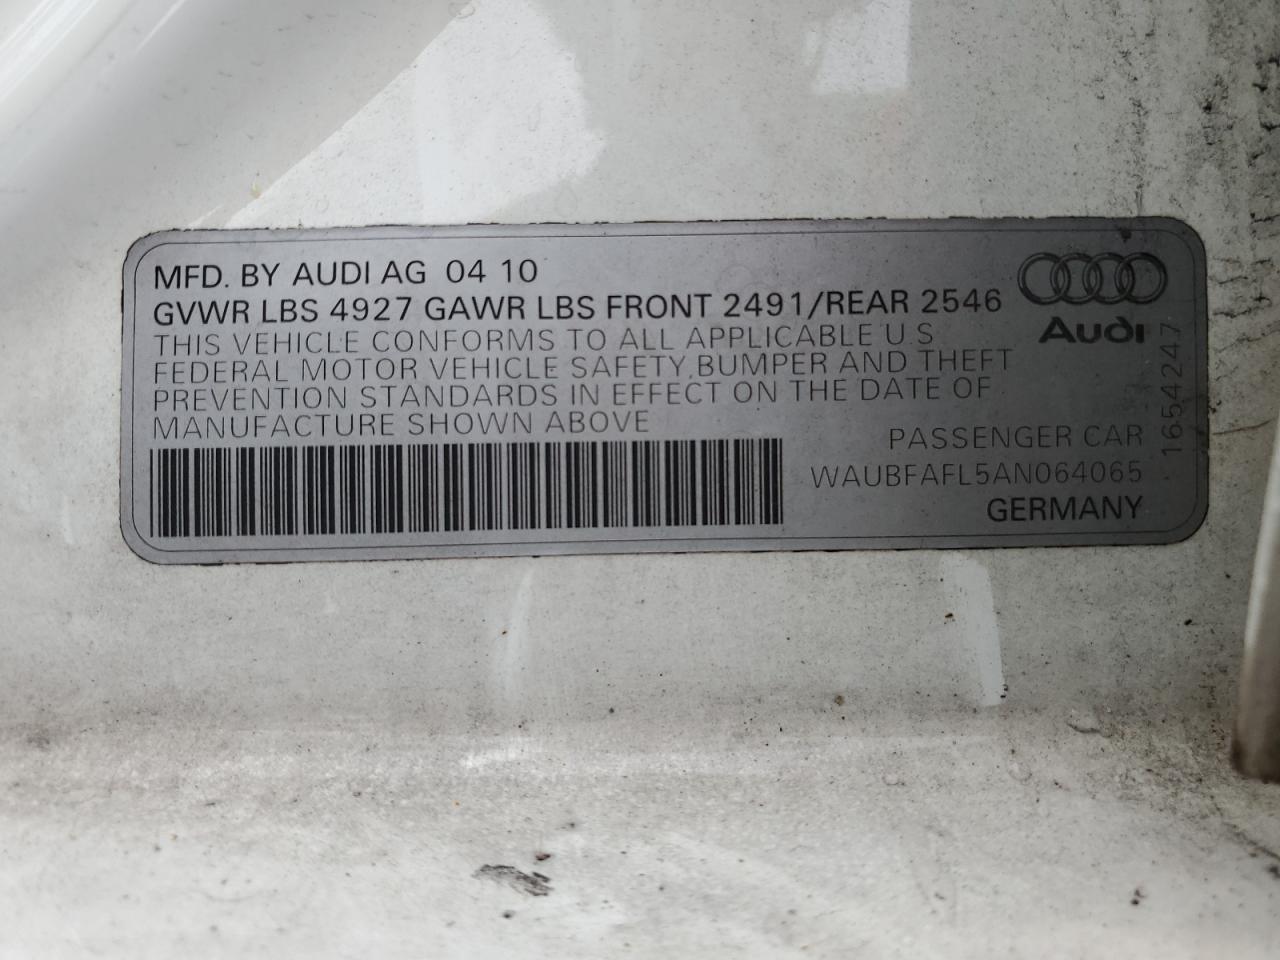 MFD. BY AUDI AG 04 10
GVWR LBS 4927 GAWR LBS FRONT 2491/REAR 2546
THIS VEHICLE CONFORMS TO ALL APPLICABLE U S
FEDERAL MOTOR VEHICLE SAFETY, BUMPER AND THEFT
PREVENTION STANDARDS IN EFFECT ON THE DATE OF
MANUFACTURE SHOWN ABOVE
Audi
PASSENGER CAR
WAUBFAFL5AN064065
GERMANY
1654247